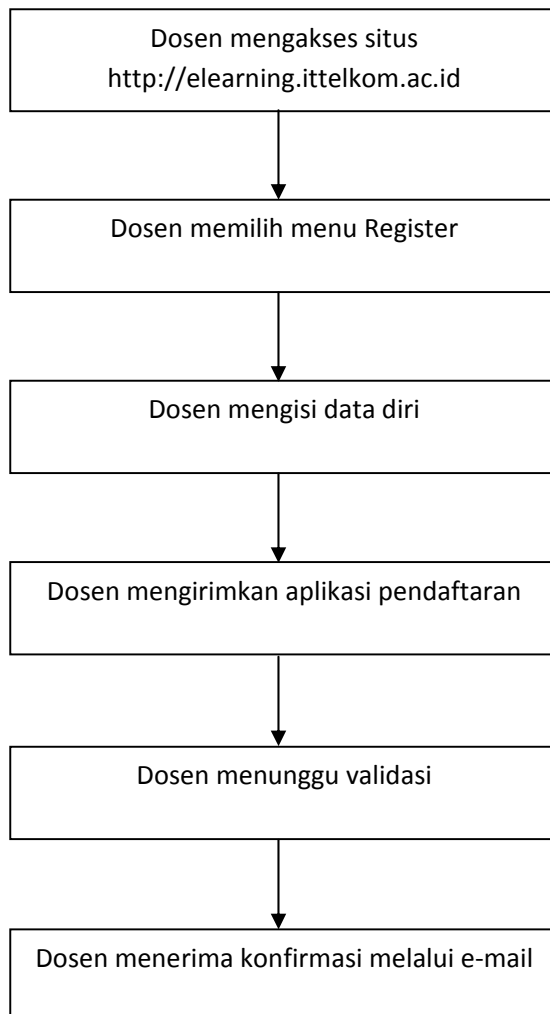 Dosen mengakses situs
http://elearning.ittelkom.ac.id
Dosen memilih menu Register
Dosen mengisi data diri
Dosen mengirimkan aplikasi pendaftaran
Dosen menunggu validasi
Dosen menerima konfirmasi melalui e-mail